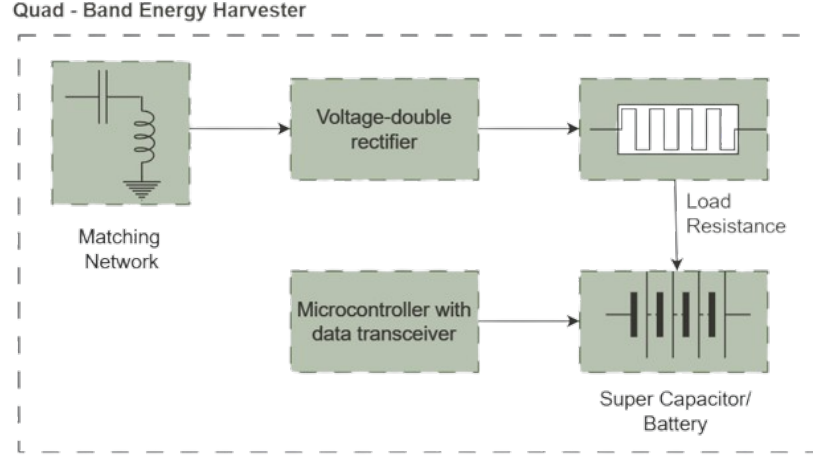 Quad - Band Energy Harvester
Voltage-double
rectifier
Load
Resistance
Matching
Network
Microcontroller with
data transceiver
Super Capacitor/
Battery